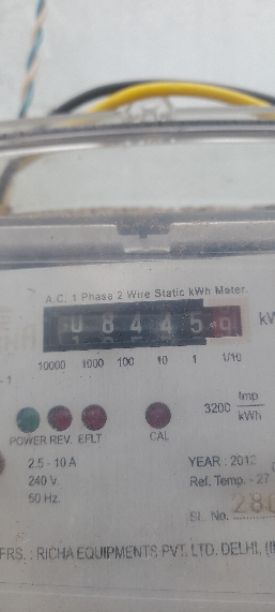 A.C. 1 Phase 2 Wire Static kWh Meter.
0 8 4 4 5
10000 1000 100 10 1 1/10
POWER REV. EFLT CAL
3200 Imp/kWh
2.5 - 10 A
240 V.
50 Hz.
YEAR : 2012
Ref. Temp. - 27
SL. No.
RICHA EQUIPMENTS PVT. LTD. DELHI,